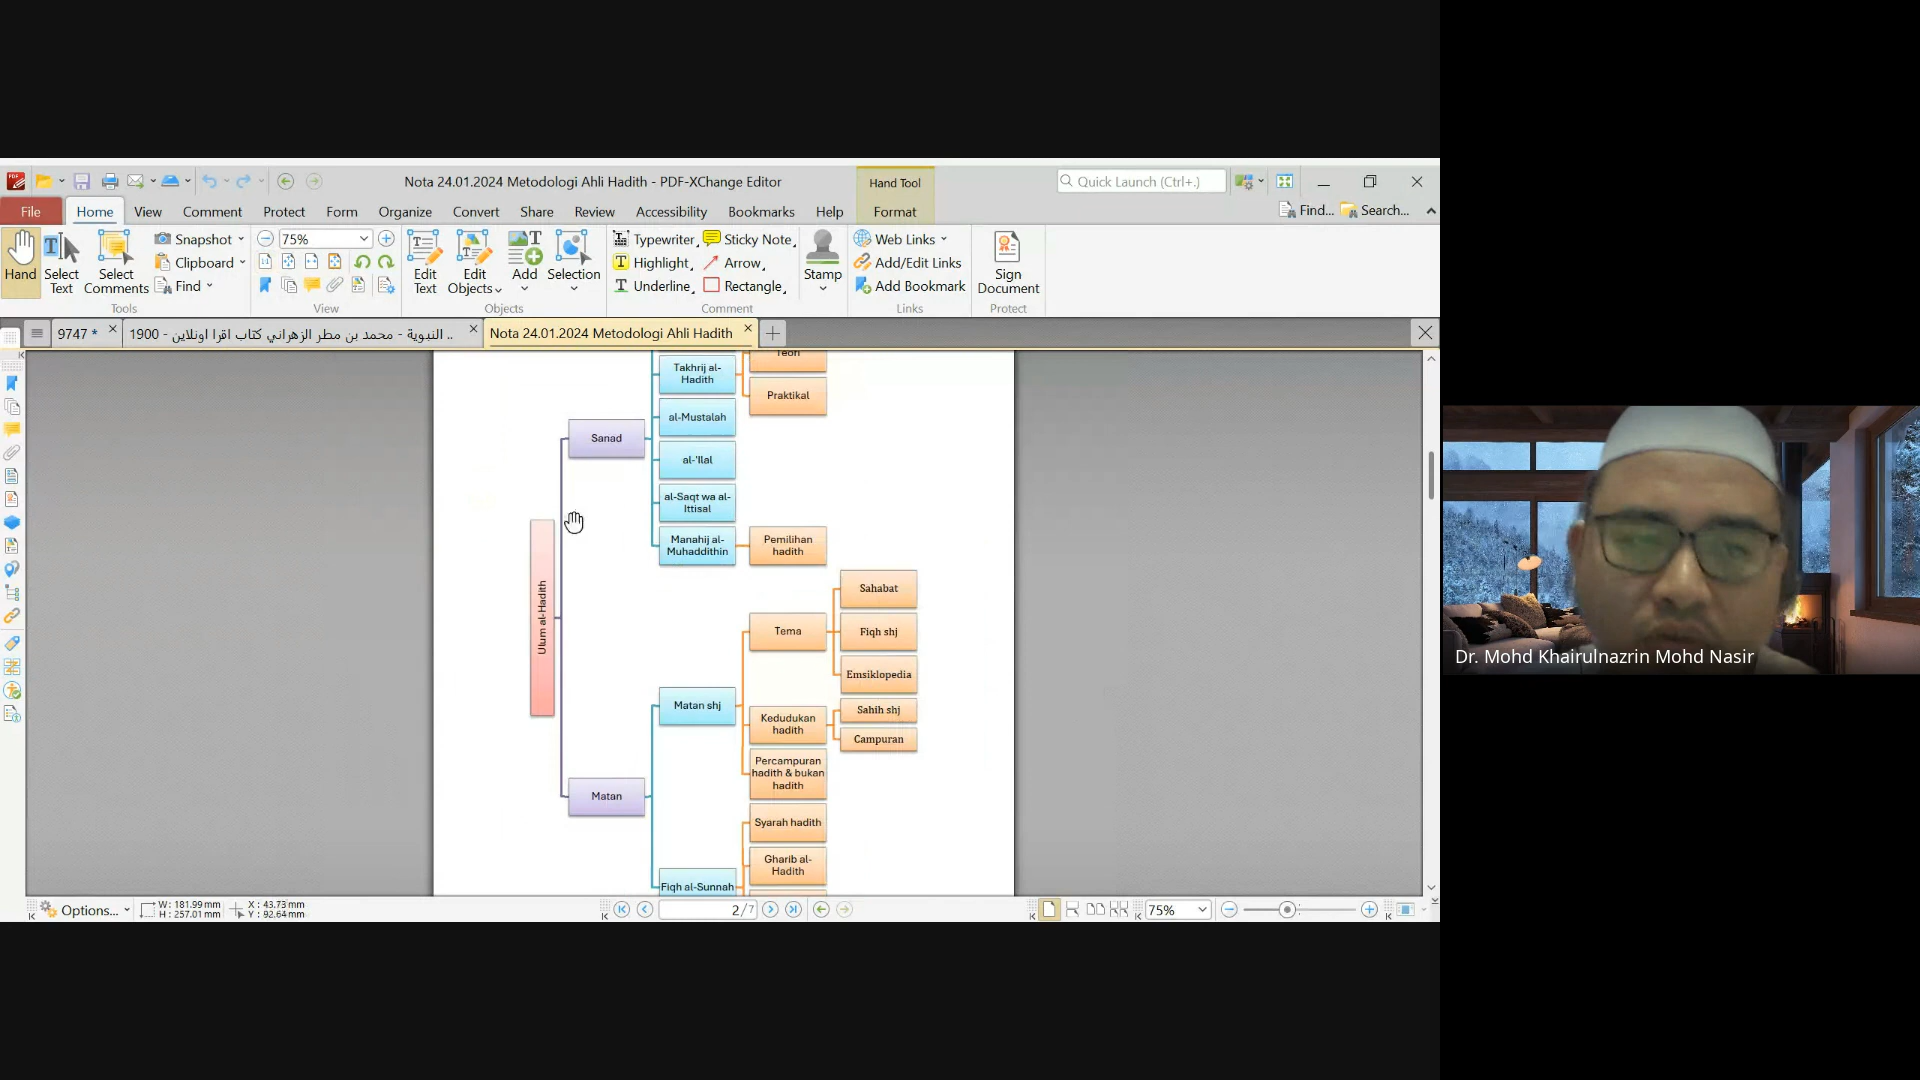 Nota 24.01.2024 Metodologi Ahli Hadith - PDF-XChange Editor
Hand Tool
Quick Launch (Ctrl+.)
File
Home
View
Comment
Protect
Form
Organize
Convert
Share
Review
Accessibility
Bookmarks
Help
Format
Find...
Search...
Hand
Select Text
Select Comments
Snapshot
Clipboard
Find
Tools
75%
View
Edit Text
Edit Objects
Add
Selection
Objects
Typewriter
Highlight
Underline
Sticky Note
Arrow
Rectangle
Comment
Stamp
Web Links
Add/Edit Links
Add Bookmark
Links
Sign Document
Protect
9747 *
النبوية - محمد بن مطر الزهراني كتاب اقرا اونلاين - 1900 ..
Nota 24.01.2024 Metodologi Ahli Hadith
Takhrij al-
Hadith
Praktikal
al-Mustalah
Sanad
al-'Ilal
al-Saqt wa al-
Ittisal
Manahij al-
Muhaddithin
Pemilihan
hadith
Ulum al-Hadith
Sahabat
Tema
Fiqh shj
Emsiklopedia
Matan shj
Kedudukan
hadith
Sahih shj
Campuran
Percampuran
hadith & bukan
hadith
Matan
Syarah hadith
Gharib al-
Hadith
Fiqh al-Sunnah
Options...
W: 181.99 mm
H: 257.01 mm
X: 43.73 mm
Y: 92.64 mm
2/7
75%
Dr. Mohd Khairulnazrin Mohd Nasir